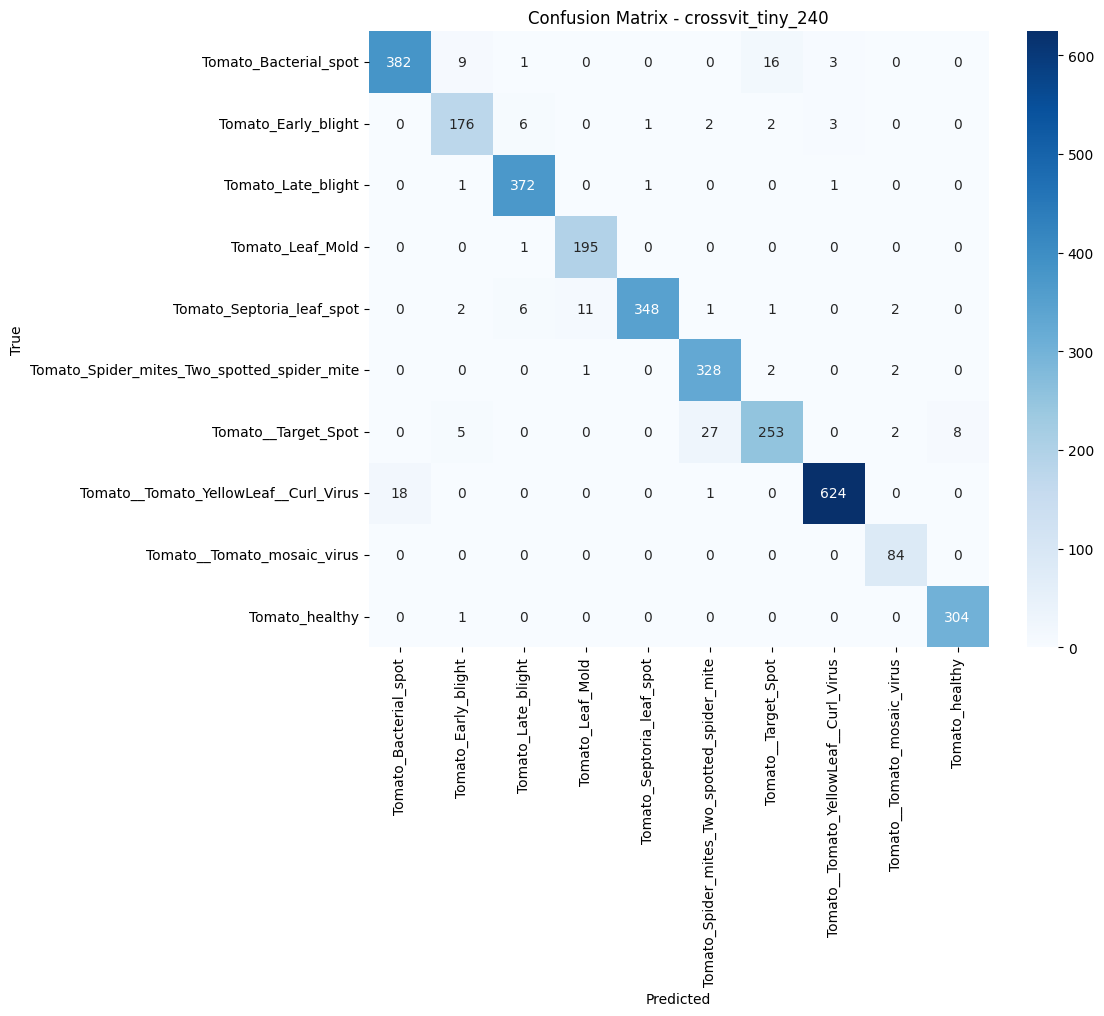 Confusion Matrix - crossvit_tiny_240
True
Tomato_Bacterial_spot 382 9 1 0 0 0 16 3 0 0
Tomato_Early_blight 0 176 6 0 1 2 2 3 0 0
Tomato_Late_blight 0 1 372 0 1 0 0 1 0 0
Tomato_Leaf_Mold 0 0 1 195 0 0 0 0 0 0
Tomato_Septoria_leaf_spot 0 2 6 11 348 1 1 0 2 0
Tomato_Spider_mites_Two_spotted_spider_mite 0 0 0 1 0 328 2 0 2 0
Tomato__Target_Spot 0 5 0 0 0 27 253 0 2 8
Tomato__Tomato_YellowLeaf__Curl_Virus 18 0 0 0 0 1 0 624 0 0
Tomato__Tomato_mosaic_virus 0 0 0 0 0 0 0 0 84 0
Tomato_healthy 0 1 0 0 0 0 0 0 0 304
Tomato_Bacterial_spot
Tomato_Early_blight
Tomato_Late_blight
Tomato_Leaf_Mold
Tomato_Septoria_leaf_spot
Tomato_Spider_mites_Two_spotted_spider_mite
Tomato__Target_Spot
Tomato__Tomato_YellowLeaf__Curl_Virus
Tomato__Tomato_mosaic_virus
Tomato_healthy
Predicted
600
500
400
300
200
100
0